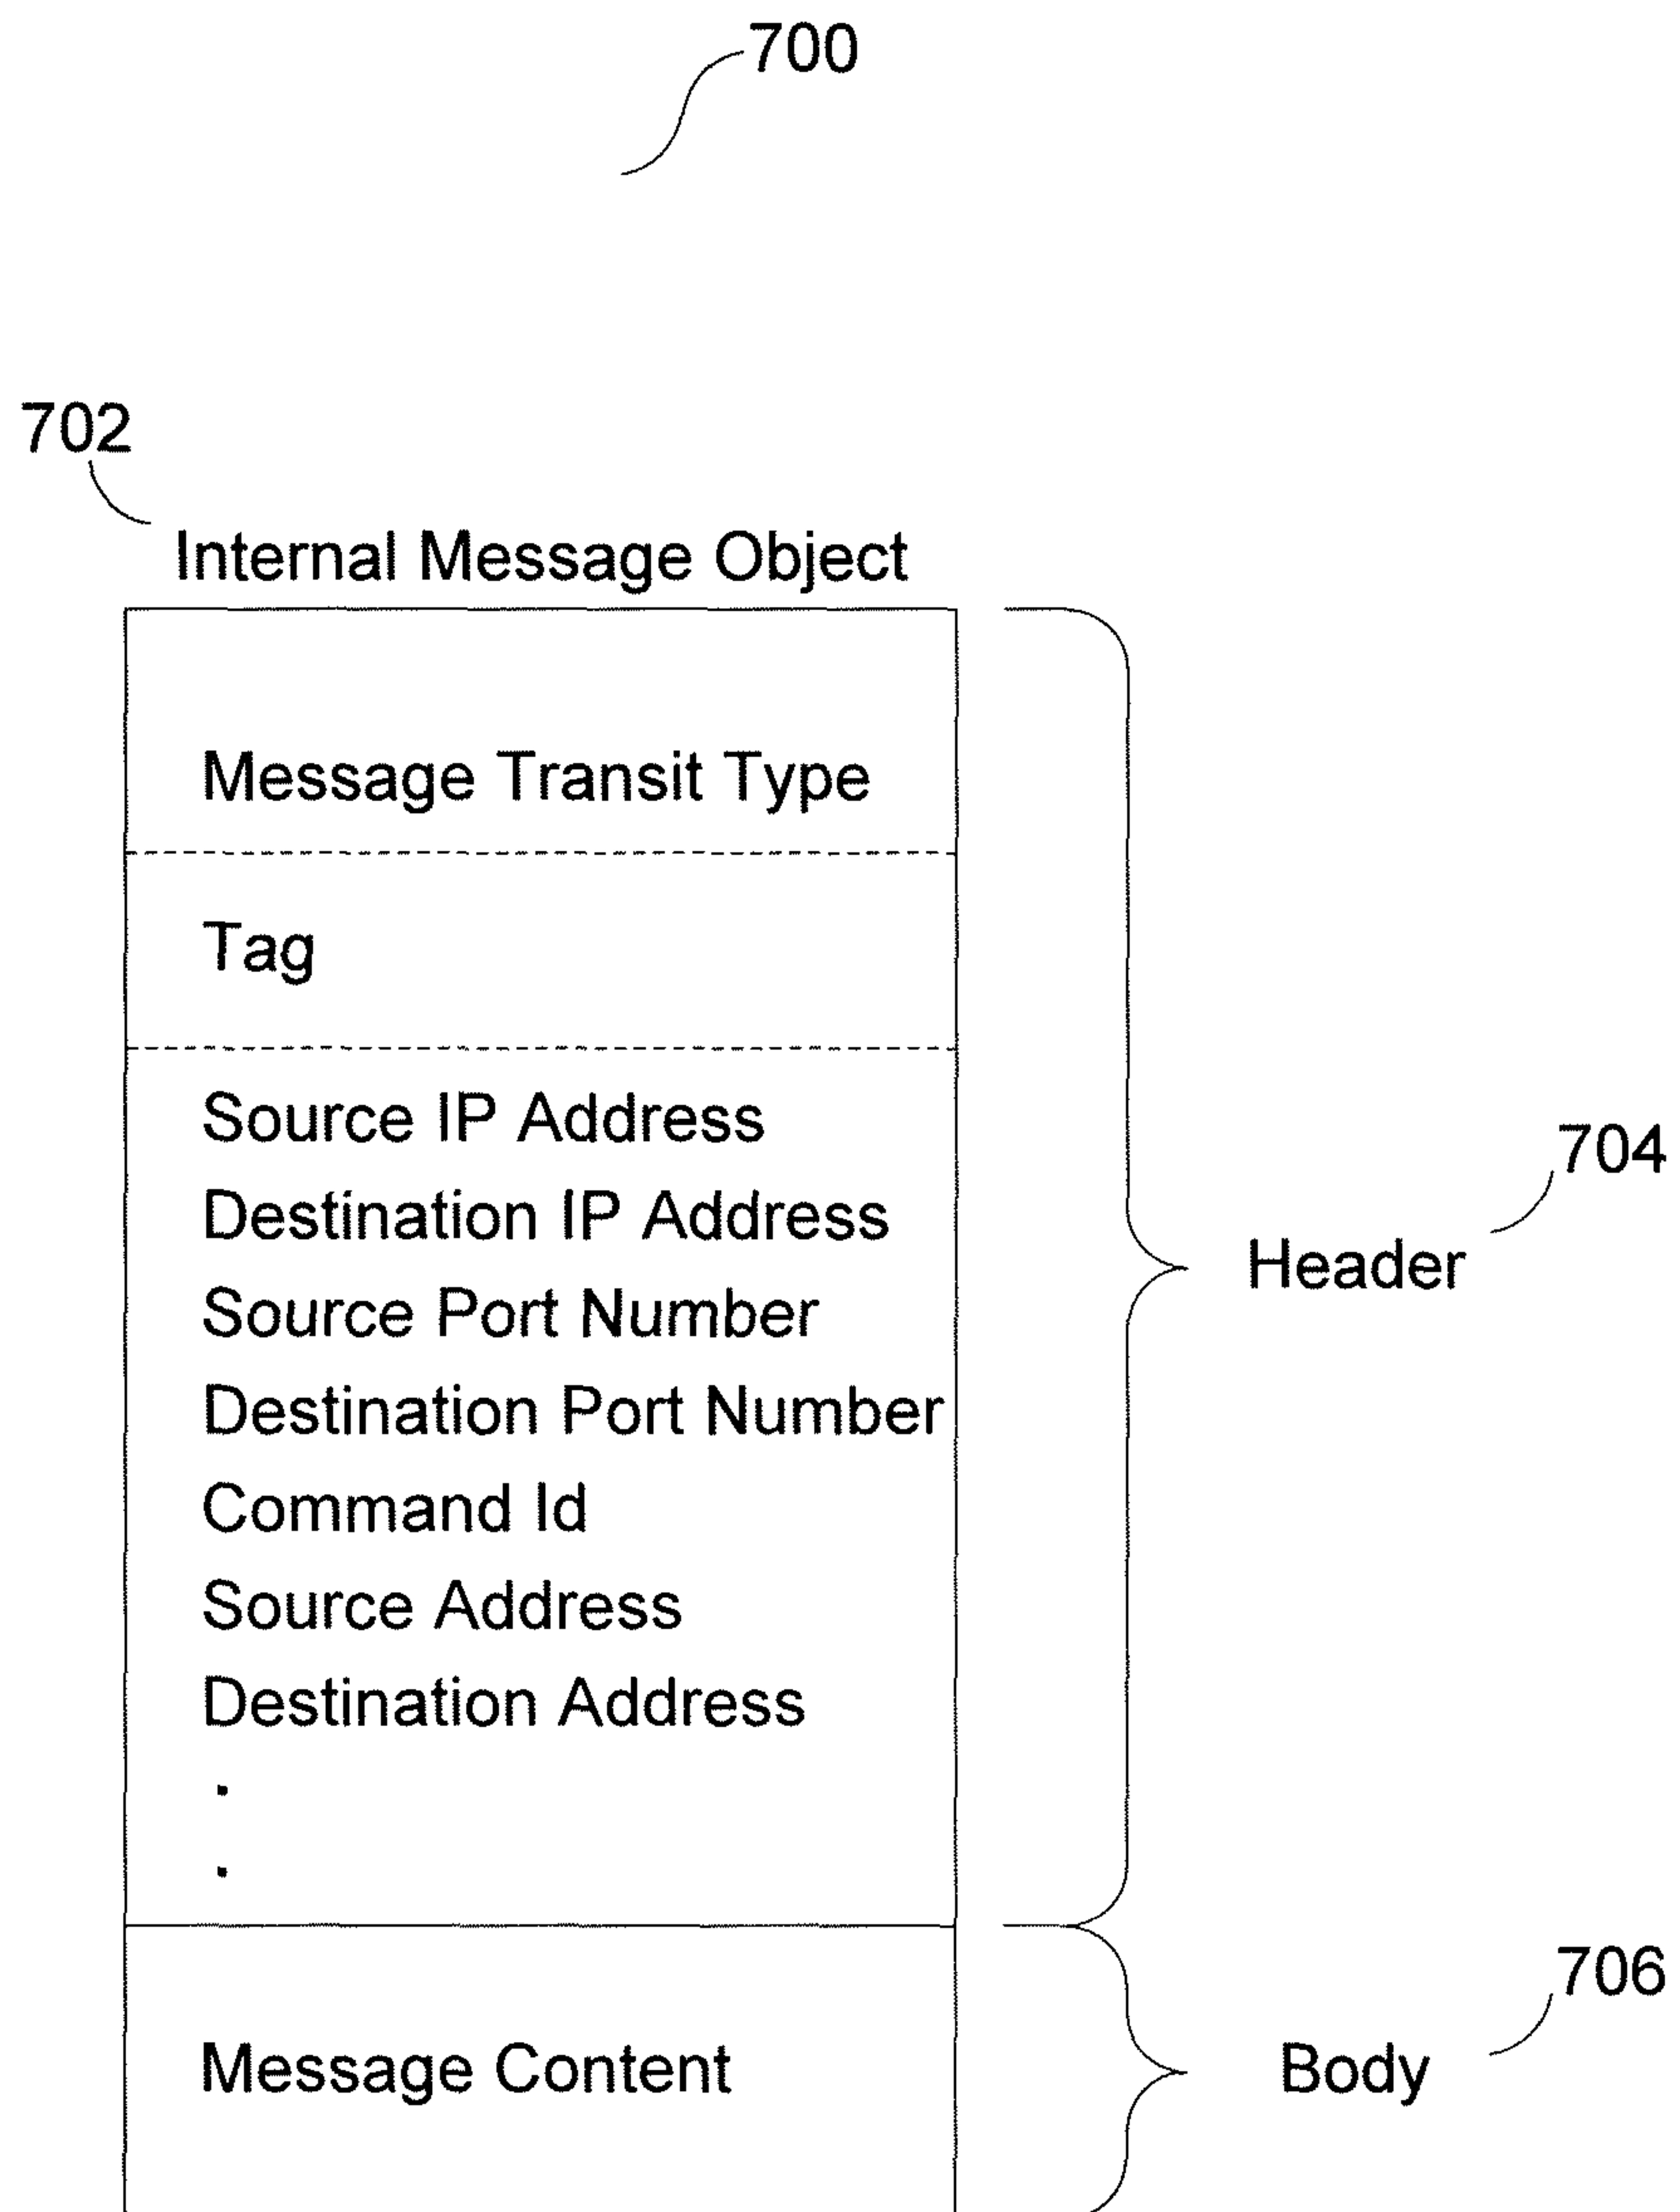 700
702
Internal Message Object
Message Transit Type
Tag
Source IP Address
Destination IP Address
Source Port Number
Destination Port Number
Command Id
Source Address
Destination Address
:
704
Header
Message Content
706
Body